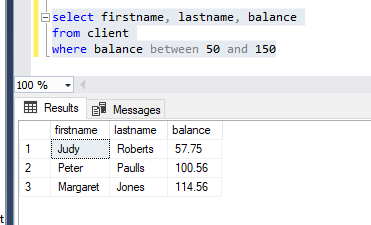 select firstname, lastname, balance
from client
where balance between 50 and 150
100 %
Results Messages
firstname lastname balance
1 Judy Roberts 57.75
2 Peter Paulls 100.56
3 Margaret Jones 114.56
t